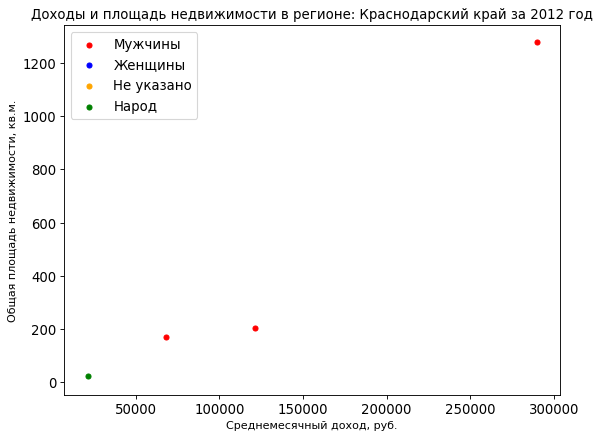 Доходы и площадь недвижимости в регионе: Краснодарский край за 2012 год
Мужчины
Женщины
Не указано
Народ
Общая площадь недвижимости, кв.м.
1200
1000
800
600
400
200
0
50000 100000 150000 200000 250000 300000
Среднемесячный доход, руб.